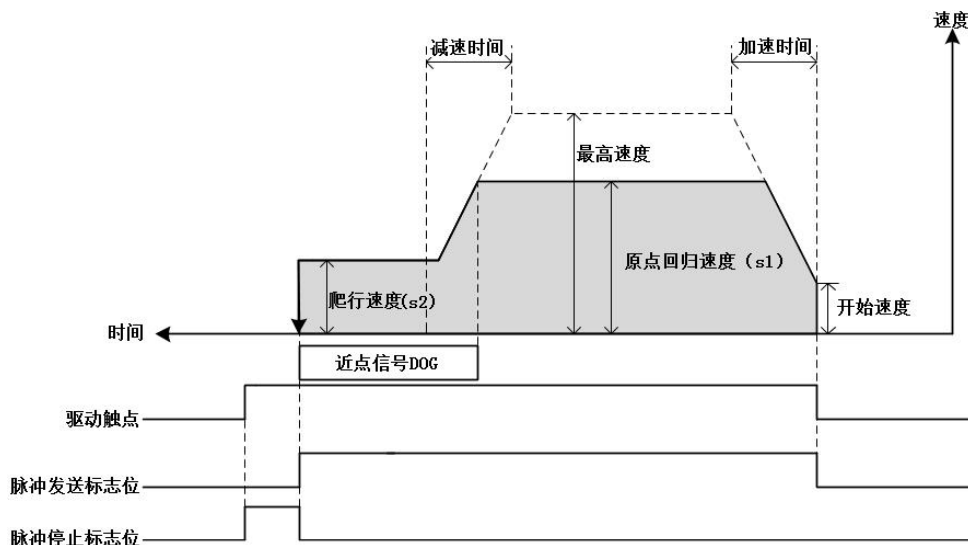 速度
减速时间
加速时间
最高速度
原点回归速度（s1）
爬行速度(s2)
开始速度
时间
近点信号DOG
驱动触点
脉冲发送标志位
脉冲停止标志位